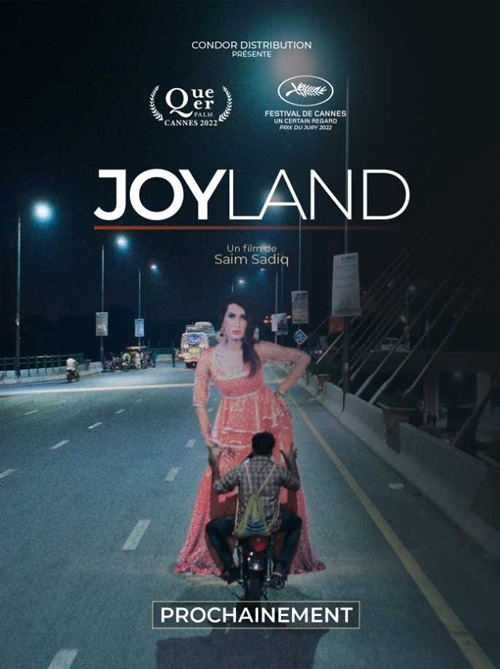 CONDOR DISTRIBUTION
PRÉSENTE
Queer
PALM
CANNES 2022
FESTIVAL DE CANNES
UN CERTAIN REGARD
PRIX DU JURY 2022
JOYLAND
Un film de
Saim Sadiq
PROCHAINEMENT